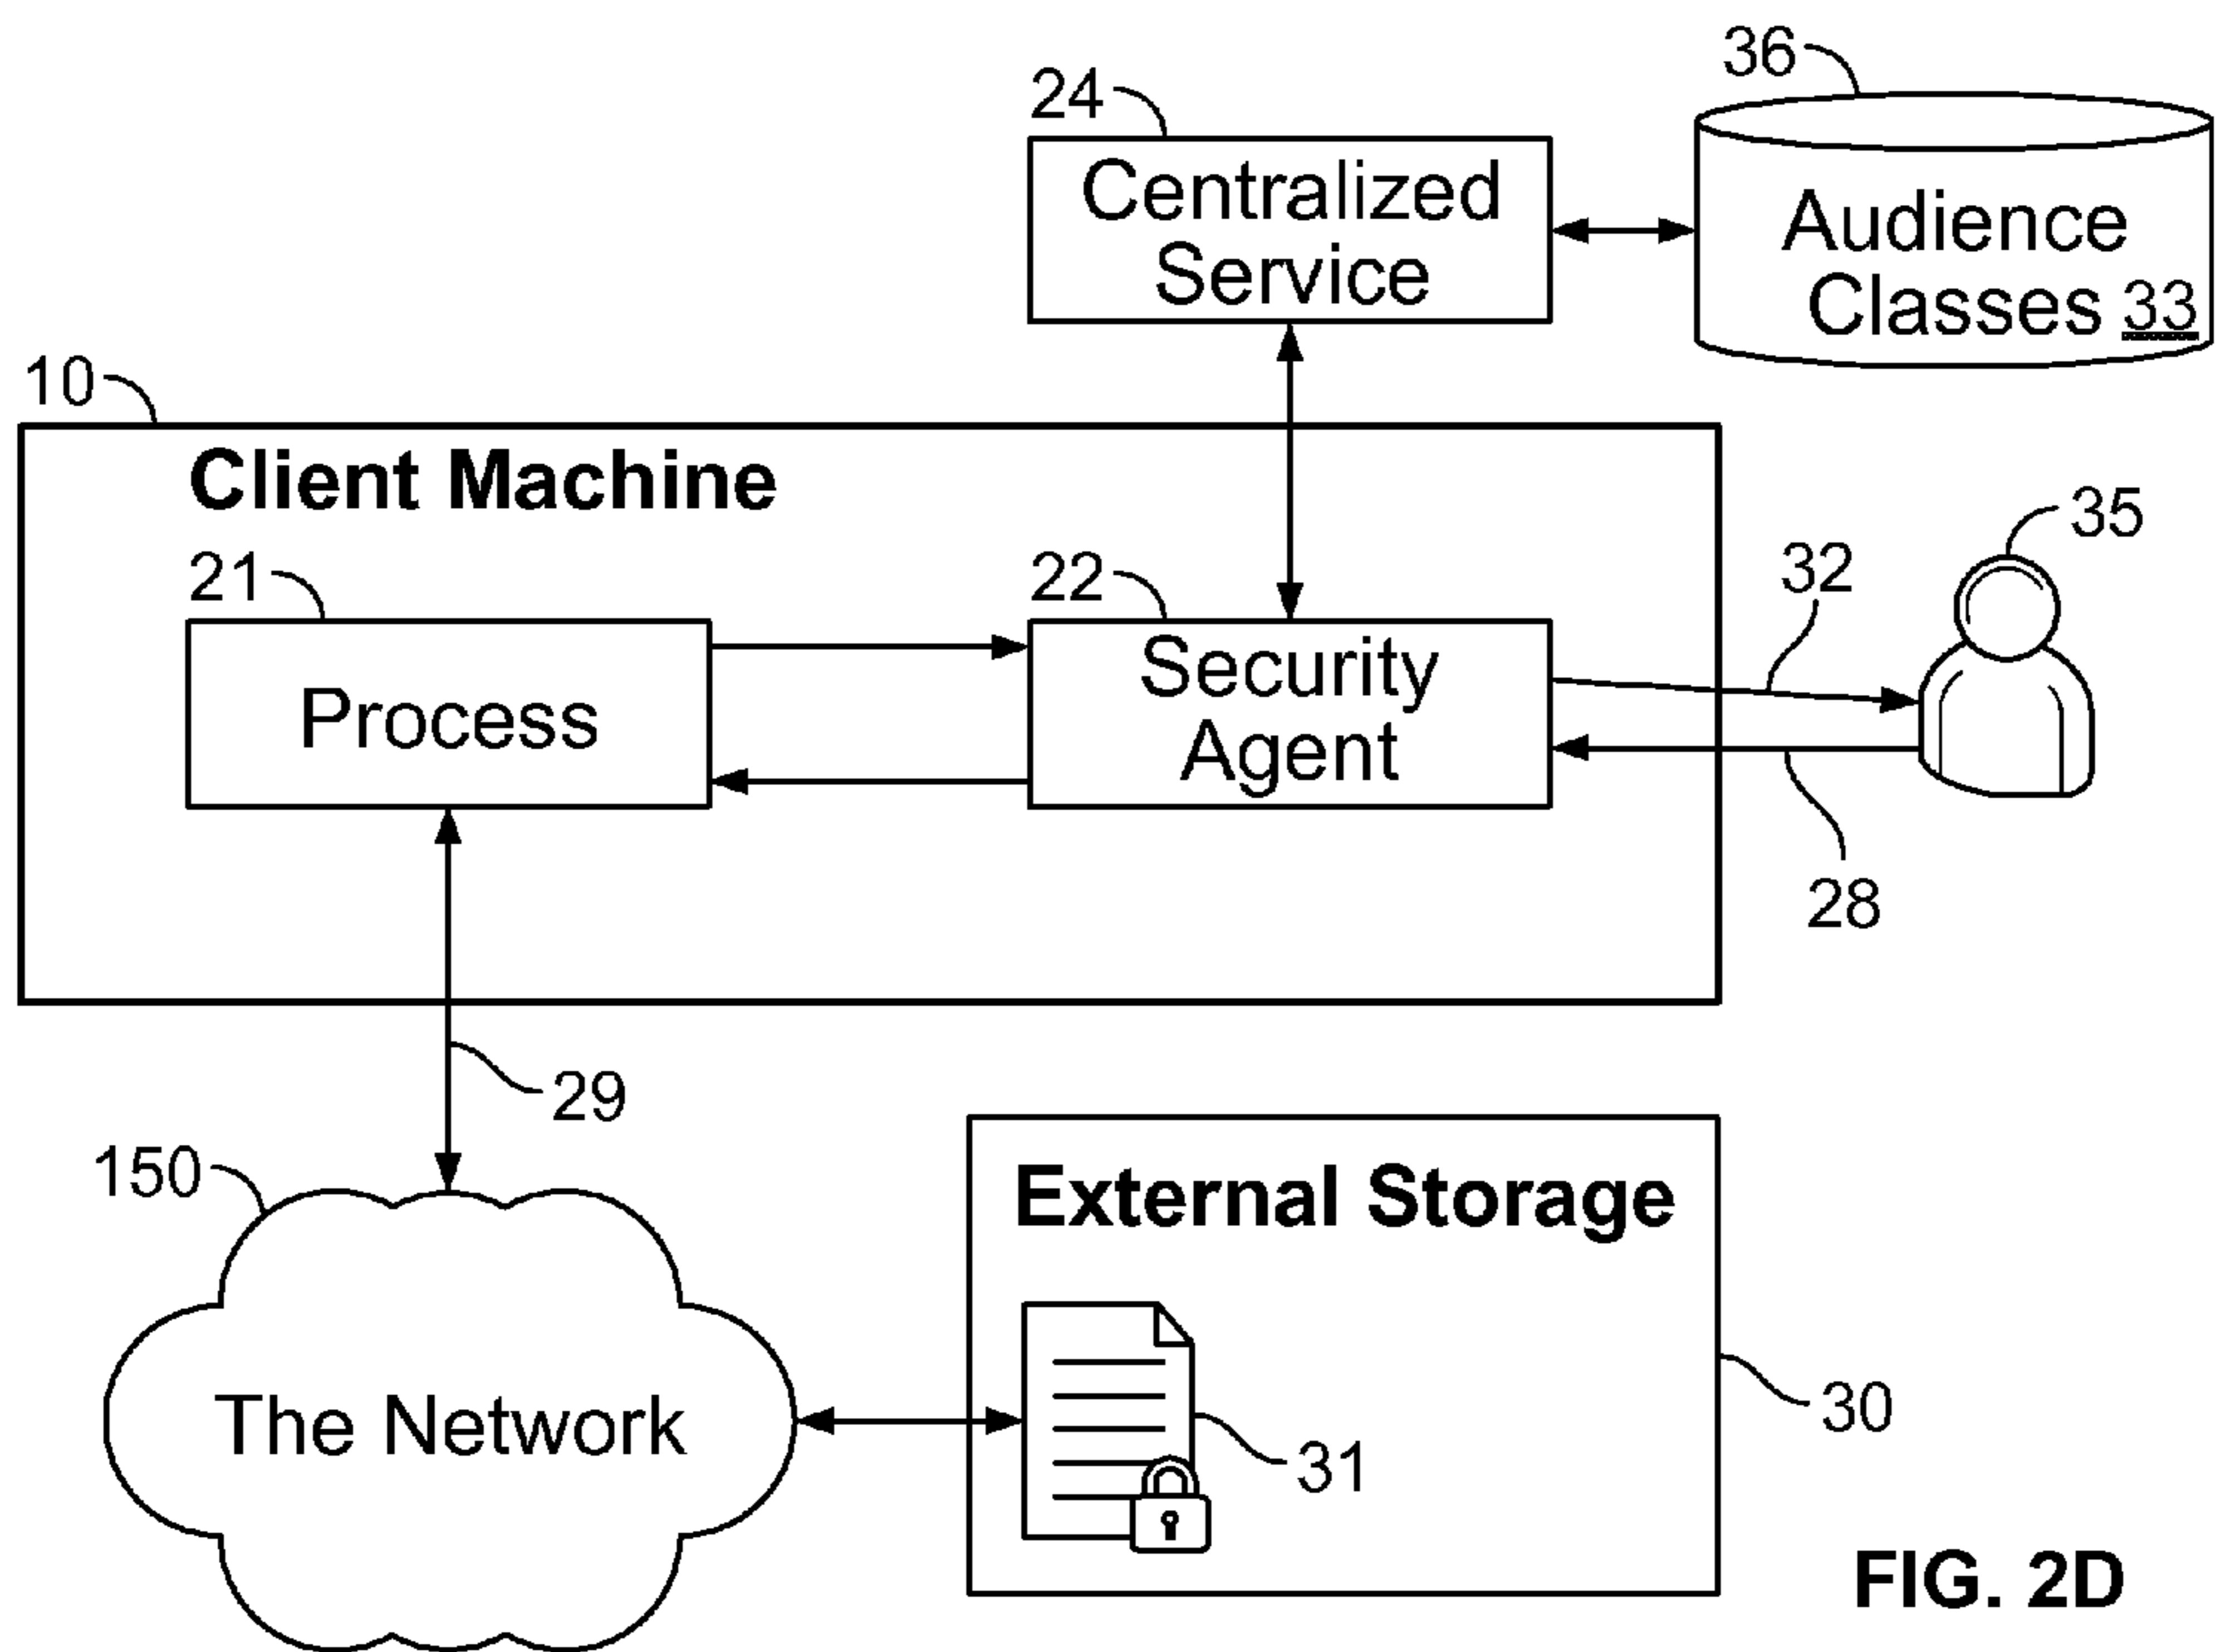 36
24
Centralized
Service
Audience
Classes 33
10
Client Machine
35
21
22
32
Process
Security
Agent
28
29
150
External Storage
The Network
30
31
FIG. 2D